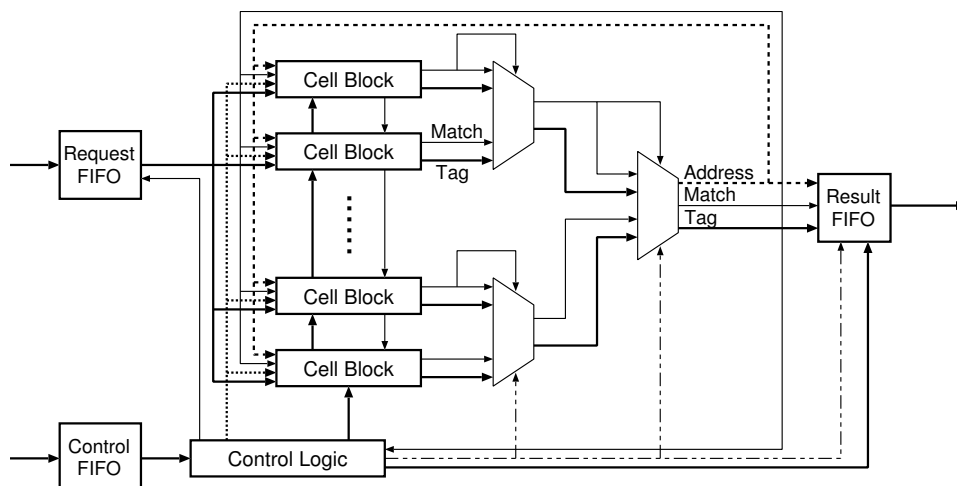 Cell Block
Match
Cell Block
Tag
Request
FIFO
Address
Match
Tag
Result
FIFO
Cell Block
Cell Block
Control
FIFO
Control Logic